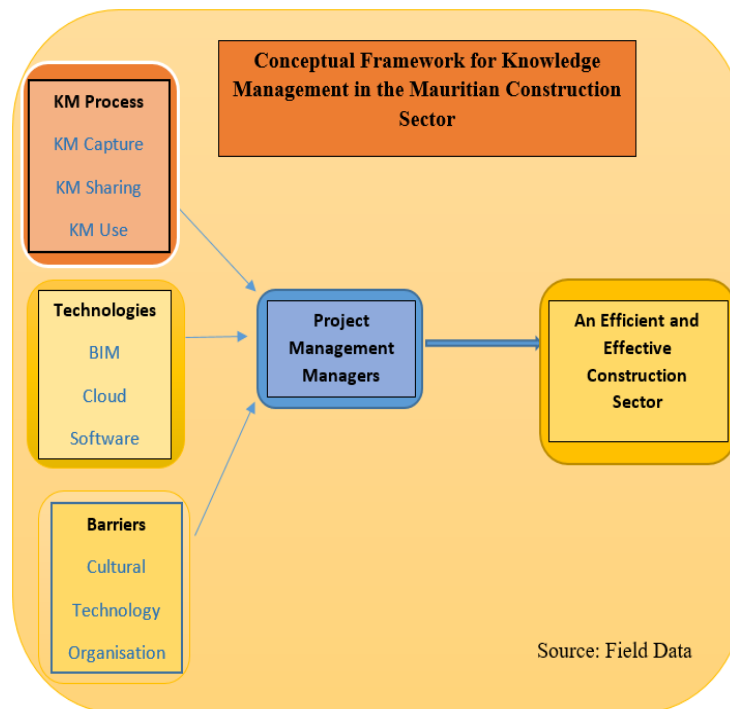 Conceptual Framework for Knowledge
Management in the Mauritian Construction
Sector
KM Process
KM Capture
KM Sharing
KM Use
Technologies
BIM
Cloud
Software
Barriers
Cultural
Technology
Organisation
Project
Management
Managers
An Efficient and
Effective
Construction
Sector
Source: Field Data